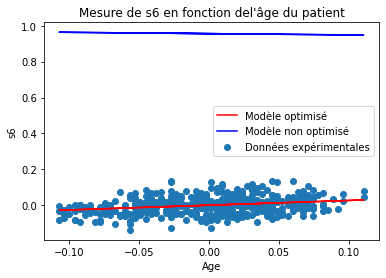 Mesure de s6 en fonction del'âge du patient
1.0
0.8
0.6
0.4
0.2
0.0
s6
Modèle optimisé
Modèle non optimisé
Données expérimentales
−0.10
−0.05
0.00
0.05
0.10
Age